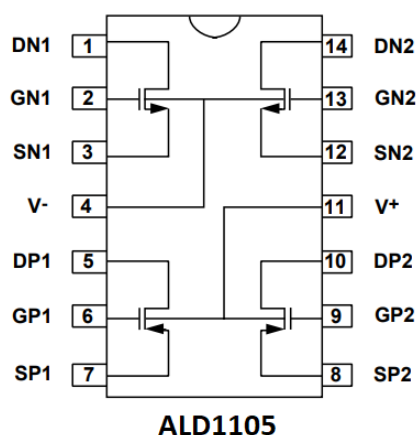 DN1 1 14 DN2
GN1 2 13 GN2
SN1 3 12 SN2
V- 4 11 V+
DP1 5 10 DP2
GP1 6 9 GP2
SP1 7 8 SP2
ALD1105